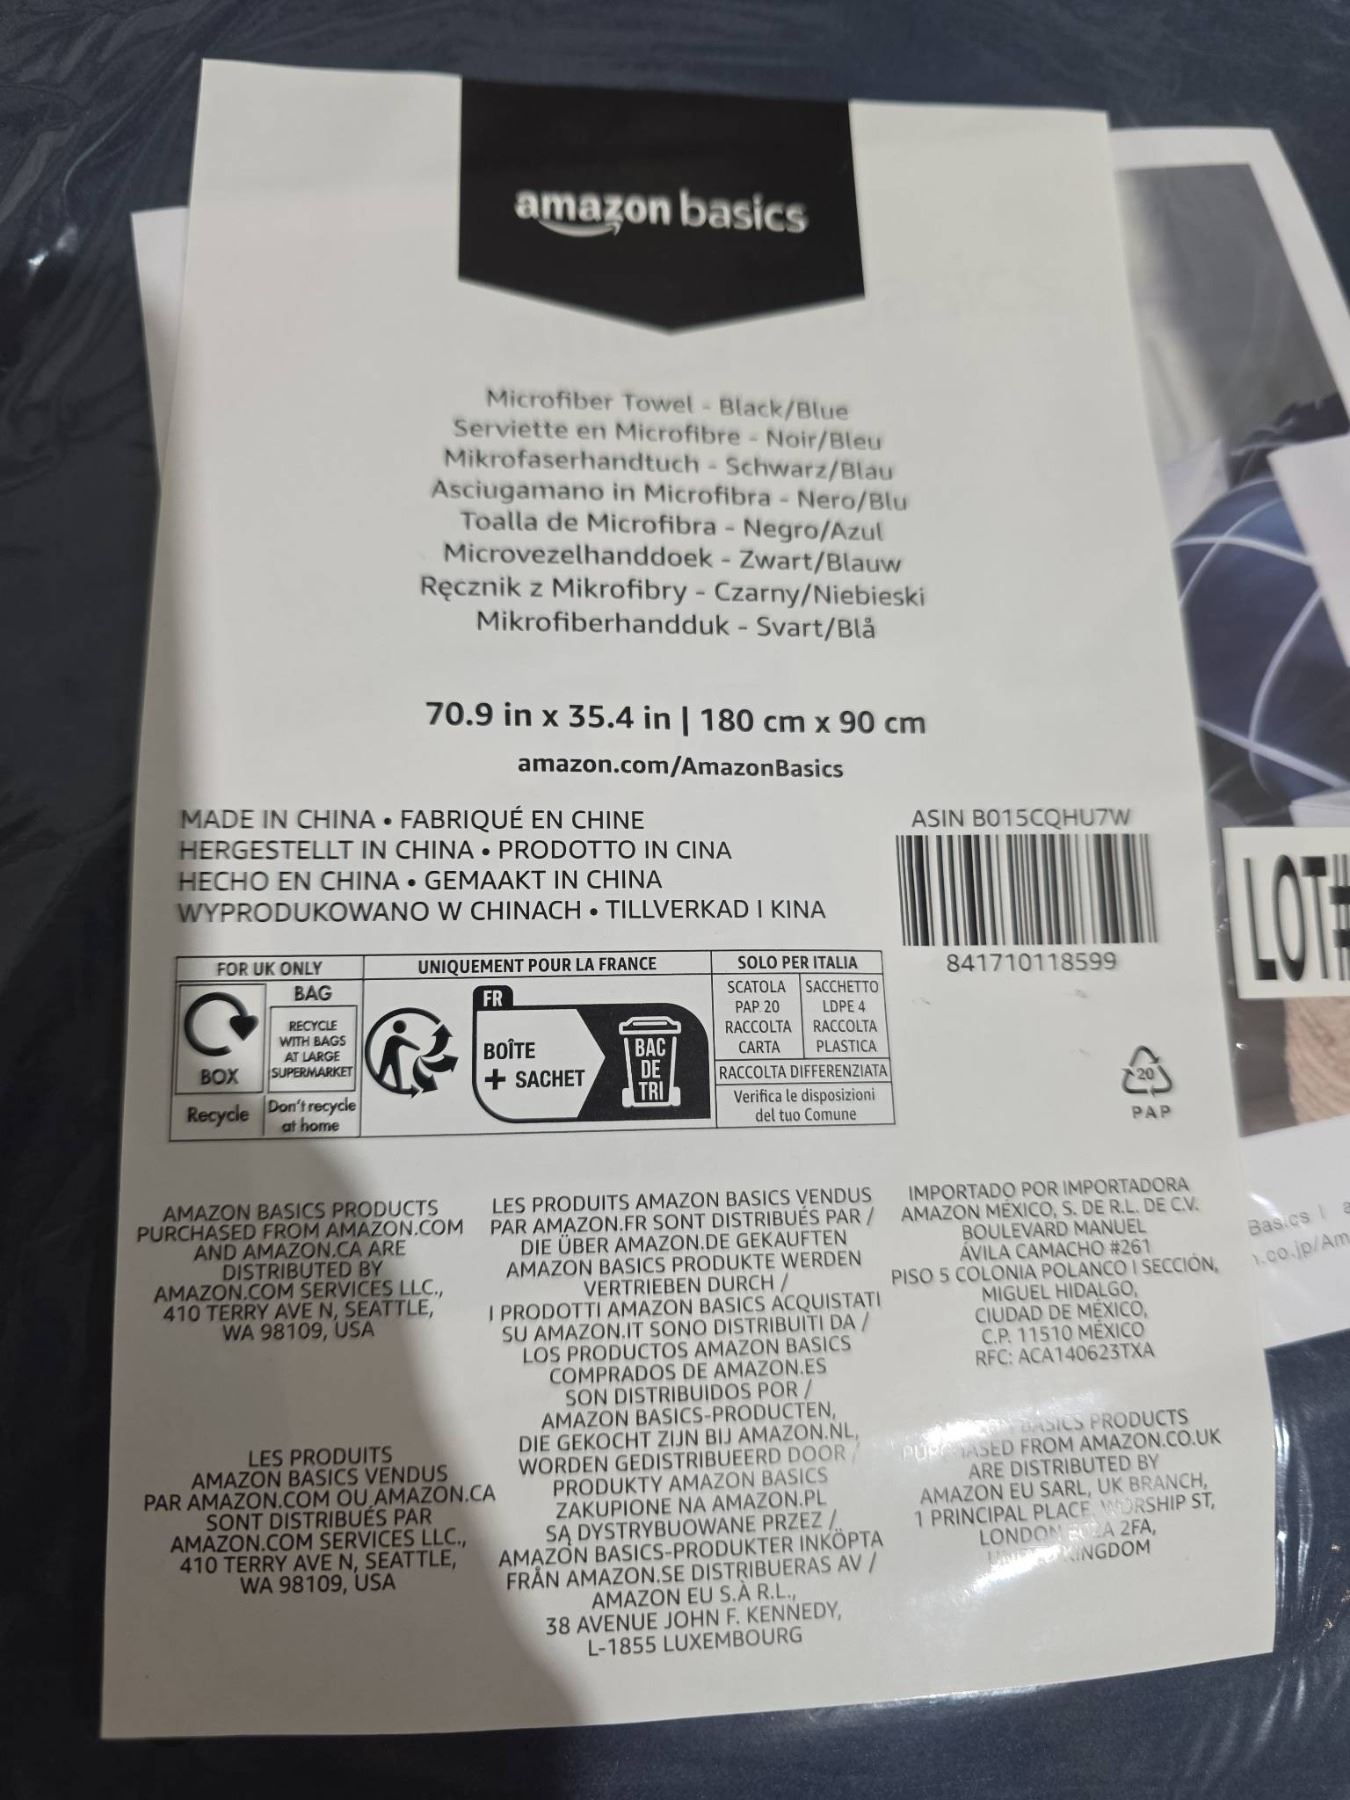 amazon basics
Microfiber Towel - Black/Blue
Serviette en Microfibre - Noir/Bleu
Mikrofaserhandtuch - Schwarz/Blau
Asciugamano in Microfibra - Nero/Blu
Toalla de Microfibra - Negro/Azul
Microvezelhanddoek - Zwart/Blauw
Ręcznik z Mikrofibry - Czarny/Niebieski
Mikrofiberhandduk - Svart/Blå
70.9 in x 35.4 in | 180 cm x 90 cm
amazon.com/AmazonBasics
MADE IN CHINA • FABRIQUÉ EN CHINE
HERGESTELLT IN CHINA • PRODOTTO IN CINA
HECHO EN CHINA • GEMAAKT IN CHINA
WYPRODUKOWANO W CHINACH • TILLVERKAD I KINA
ASIN B015CQHU7W
841710118599
LOT#
FOR UK ONLY
BOX
Recycle
BAG
RECYCLE
WITH BAGS
AT LARGE
SUPERMARKET
Don't recycle
at home
UNIQUEMENT POUR LA FRANCE
FR
BOÎTE
+ SACHET
BAC
DE
TRI
SOLO PER ITALIA
SCATOLA
PAP 20
RACCOLTA
CARTA
SACCHETTO
LDPE 4
RACCOLTA
PLASTICA
RACCOLTA DIFFERENZIATA
Verifica le disposizioni
del tuo Comune
20
PAP
AMAZON BASICS PRODUCTS
PURCHASED FROM AMAZON.COM
AND AMAZON.CA ARE
DISTRIBUTED BY
AMAZON.COM SERVICES LLC.,
410 TERRY AVE N, SEATTLE,
WA 98109, USA
LES PRODUITS
AMAZON BASICS VENDUS
PAR AMAZON.COM OU AMAZON.CA
SONT DISTRIBUÉS PAR
AMAZON.COM SERVICES LLC.,
410 TERRY AVE N, SEATTLE,
WA 98109, USA
LES PRODUITS AMAZON BASICS VENDUS
PAR AMAZON.FR SONT DISTRIBUÉS PAR /
DIE ÜBER AMAZON.DE GEKAUFTEN
AMAZON BASICS PRODUKTE WERDEN
VERTRIEBEN DURCH /
I PRODOTTI AMAZON BASICS ACQUISTATI
SU AMAZON.IT SONO DISTRIBUITI DA /
LOS PRODUCTOS AMAZON BASICS
COMPRADOS DE AMAZON.ES
SON DISTRIBUIDOS POR /
AMAZON BASICS-PRODUCTEN,
DIE GEKOCHT ZIJN BIJ AMAZON.NL,
WORDEN GEDISTRIBUEERD DOOR /
PRODUKTY AMAZON BASICS
ZAKUPIONE NA AMAZON.PL
SĄ DYSTRYBUOWANE PRZEZ /
AMAZON BASICS-PRODUKTER INKÖPTA
FRÅN AMAZON.SE DISTRIBUERAS AV /
AMAZON EU S.À R.L.,
38 AVENUE JOHN F. KENNEDY,
L-1855 LUXEMBOURG
IMPORTADO POR IMPORTADORA
AMAZON MÉXICO, S. DE R.L. DE C.V.
BOULEVARD MANUEL
ÁVILA CAMACHO #261
PISO 5 COLONIA POLANCO I SECCIÓN,
MIGUEL HIDALGO,
CIUDAD DE MÉXICO,
C.P. 11510 MÉXICO
RFC: ACA140623TXA
BASICS PRODUCTS
PURCHASED FROM AMAZON.CO.UK
ARE DISTRIBUTED BY
AMAZON EU SARL, UK BRANCH,
1 PRINCIPAL PLACE, WORSHIP ST,
LONDON 2FA,
KINGDOM
Basics |
.co.jp/Am